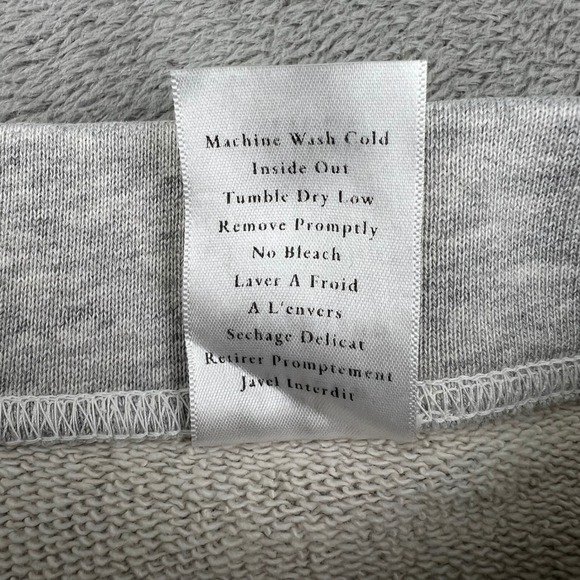 Machine Wash Cold
Inside Out
Tumble Dry Low
Remove Promptly
No Bleach
Laver A Froid
A L'envers
Sechage Delicat
Retirer Promptement
Javel Interdit